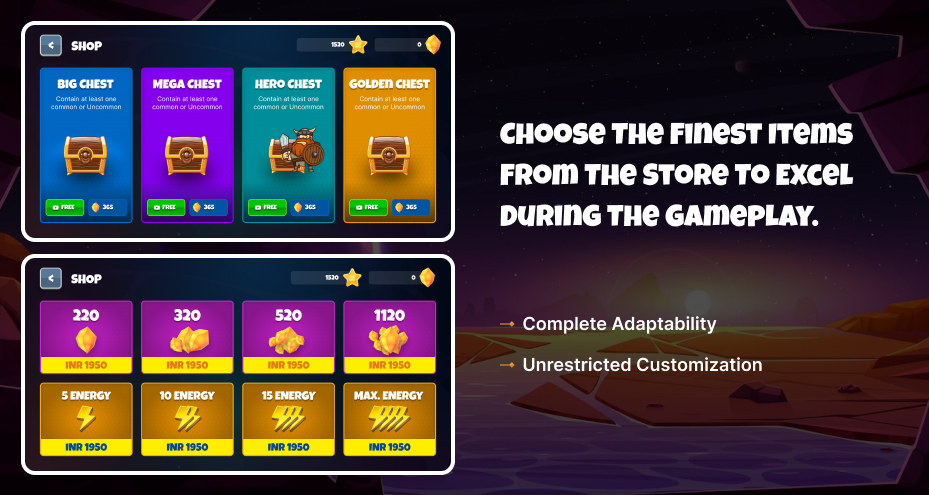 SHOP
1520
0
BIG CHEST
Contain at least one
common or Uncommon
FREE
365
MEGA CHEST
Contain at least one
common or Uncommon
FREE
365
HERO CHEST
Contain at least one
common or Uncommon
FREE
365
GOLDEN CHEST
Contain at least one
common or Uncommon
FREE
365
SHOP
1520
0
220
INR 1950
320
INR 1950
520
INR 1950
1120
INR 1950
5 ENERGY
INR 1950
10 ENERGY
INR 1950
15 ENERGY
INR 1950
MAX. ENERGY
INR 1950
Choose the finest items
from the store to excel
during the gameplay.
Complete Adaptability
Unrestricted Customization